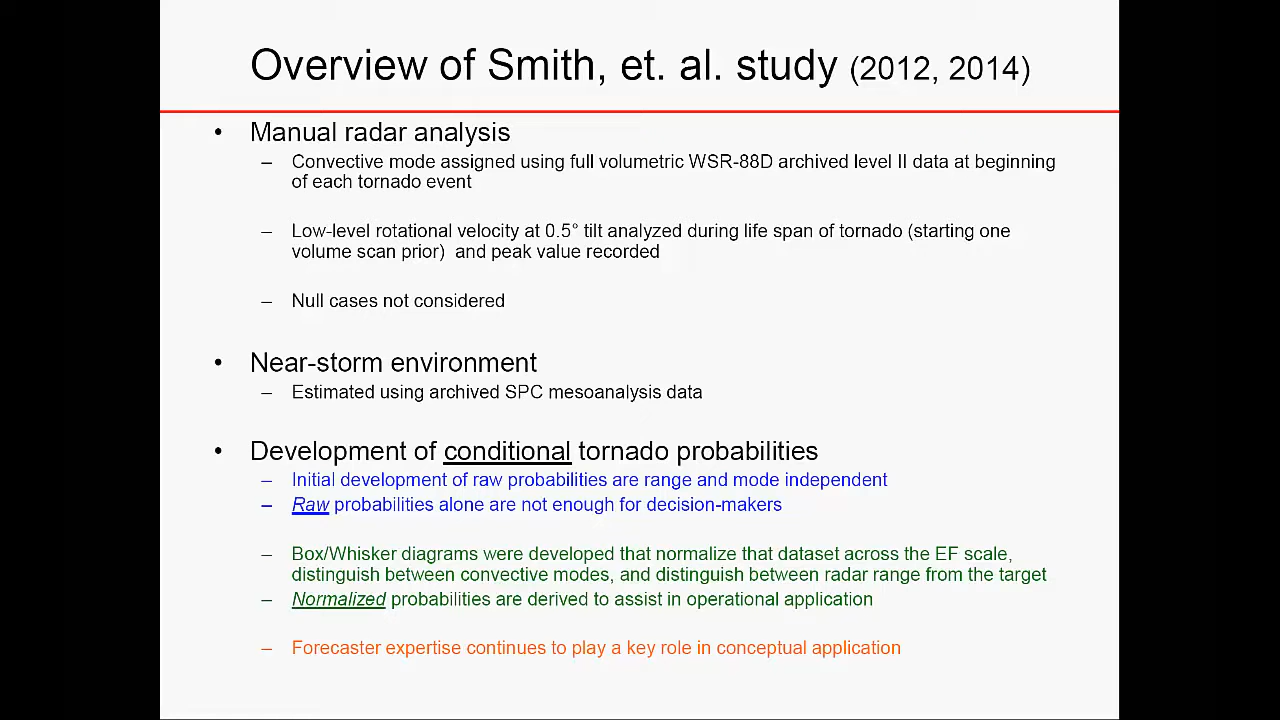 Overview of Smith, et. al. study (2012, 2014)
• Manual radar analysis
– Convective mode assigned using full volumetric WSR-88D archived level II data at beginning
of each tornado event
– Low-level rotational velocity at 0.5° tilt analyzed during life span of tornado (starting one
volume scan prior) and peak value recorded
– Null cases not considered
• Near-storm environment
– Estimated using archived SPC mesoanalysis data
• Development of conditional tornado probabilities
– Initial development of raw probabilities are range and mode independent
– Raw probabilities alone are not enough for decision-makers
– Box/Whisker diagrams were developed that normalize that dataset across the EF scale,
distinguish between convective modes, and distinguish between radar range from the target
– Normalized probabilities are derived to assist in operational application
– Forecaster expertise continues to play a key role in conceptual application